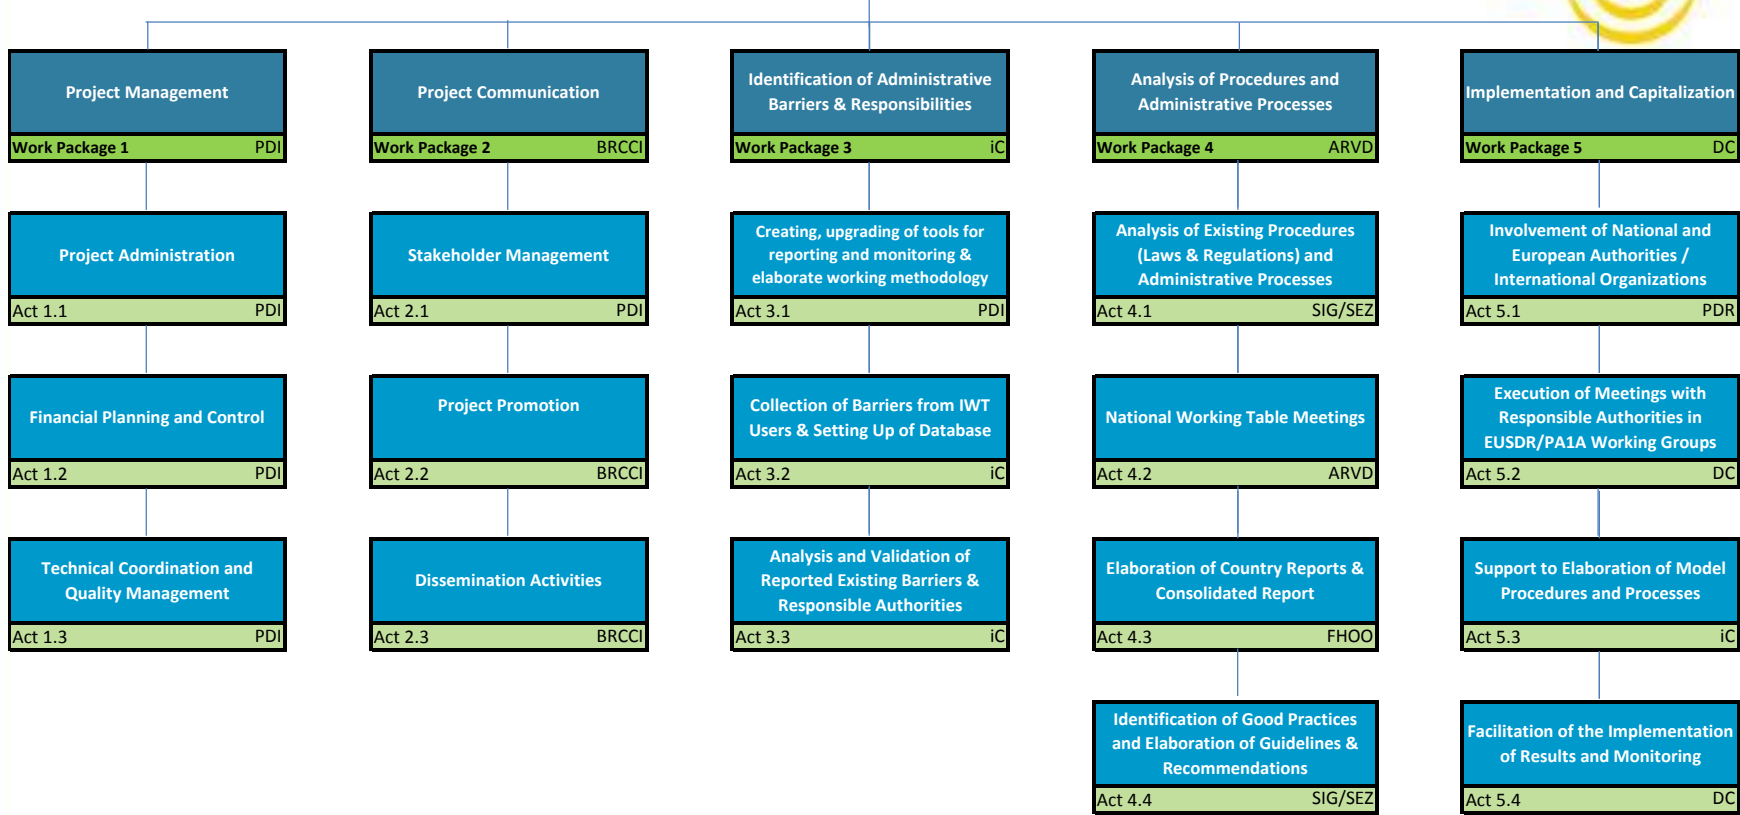 Project Management
Work Package 1 PDI
Project Communication
Work Package 2 BRCCI
Identification of Administrative
Barriers & Responsibilities
Work Package 3 iC
Analysis of Procedures and
Administrative Processes
Work Package 4 ARVD
Implementation and Capitalization
Work Package 5 DC
Project Administration
Act 1.1 PDI
Stakeholder Management
Act 2.1 PDI
Creating, upgrading of tools for
reporting and monitoring &
elaborate working methodology
Act 3.1 PDI
Analysis of Existing Procedures
(Laws & Regulations) and
Administrative Processes
Act 4.1 SIG/SEZ
Involvement of National and
European Authorities /
International Organizations
Act 5.1 PDR
Financial Planning and Control
Act 1.2 PDI
Project Promotion
Act 2.2 BRCCI
Collection of Barriers from IWT
Users & Setting Up of Database
Act 3.2 iC
National Working Table Meetings
Act 4.2 ARVD
Execution of Meetings with
Responsible Authorities in
EUSDR/PA1A Working Groups
Act 5.2 DC
Technical Coordination and
Quality Management
Act 1.3 PDI
Dissemination Activities
Act 2.3 BRCCI
Analysis and Validation of
Reported Existing Barriers &
Responsible Authorities
Act 3.3 iC
Elaboration of Country Reports &
Consolidated Report
Act 4.3 FHOO
Support to Elaboration of Model
Procedures and Processes
Act 5.3 iC
Identification of Good Practices
and Elaboration of Guidelines &
Recommendations
Act 4.4 SIG/SEZ
Facilitation of the Implementation
of Results and Monitoring
Act 5.4 DC